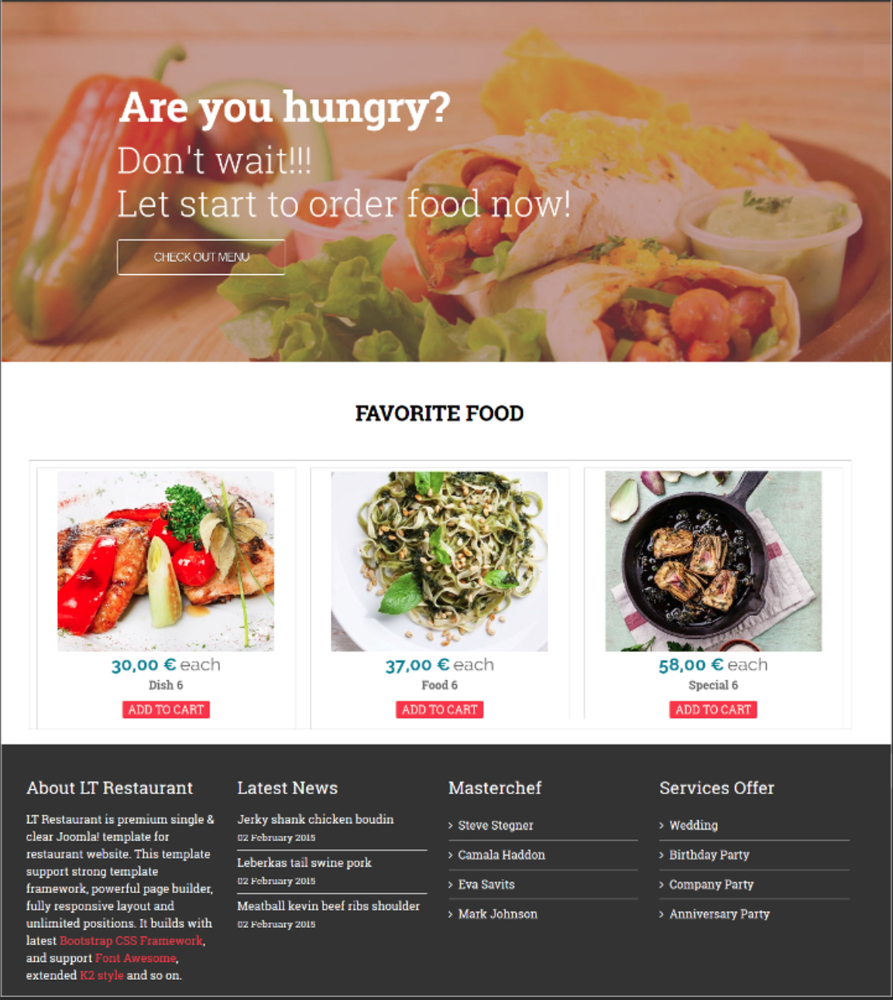 Are you hungry?
Don't wait!!!
Let start to order food now!
CHECK OUT MENU
FAVORITE FOOD
30,00 € each
Dish 6
ADD TO CART
37,00 € each
Food 6
ADD TO CART
58,00 € each
Special 6
ADD TO CART
About LT Restaurant
LT Restaurant is premium single &
clear Joomla! template for
restaurant website. This template
support strong template
framework, powerful page builder,
fully responsive layout and
unlimited positions. It builds with
latest Bootstrap CSS Framework,
and support Font Awesome,
extended K2 style and so on.
Latest News
Jerky shank chicken boudin
02 February 2015
Leberkas tail swine pork
02 February 2015
Meatball kevin beef ribs shoulder
02 February 2015
Masterchef
> Steve Stegner
> Camala Haddon
> Eva Savits
> Mark Johnson
Services Offer
> Wedding
> Birthday Party
> Company Party
> Anniversary Party